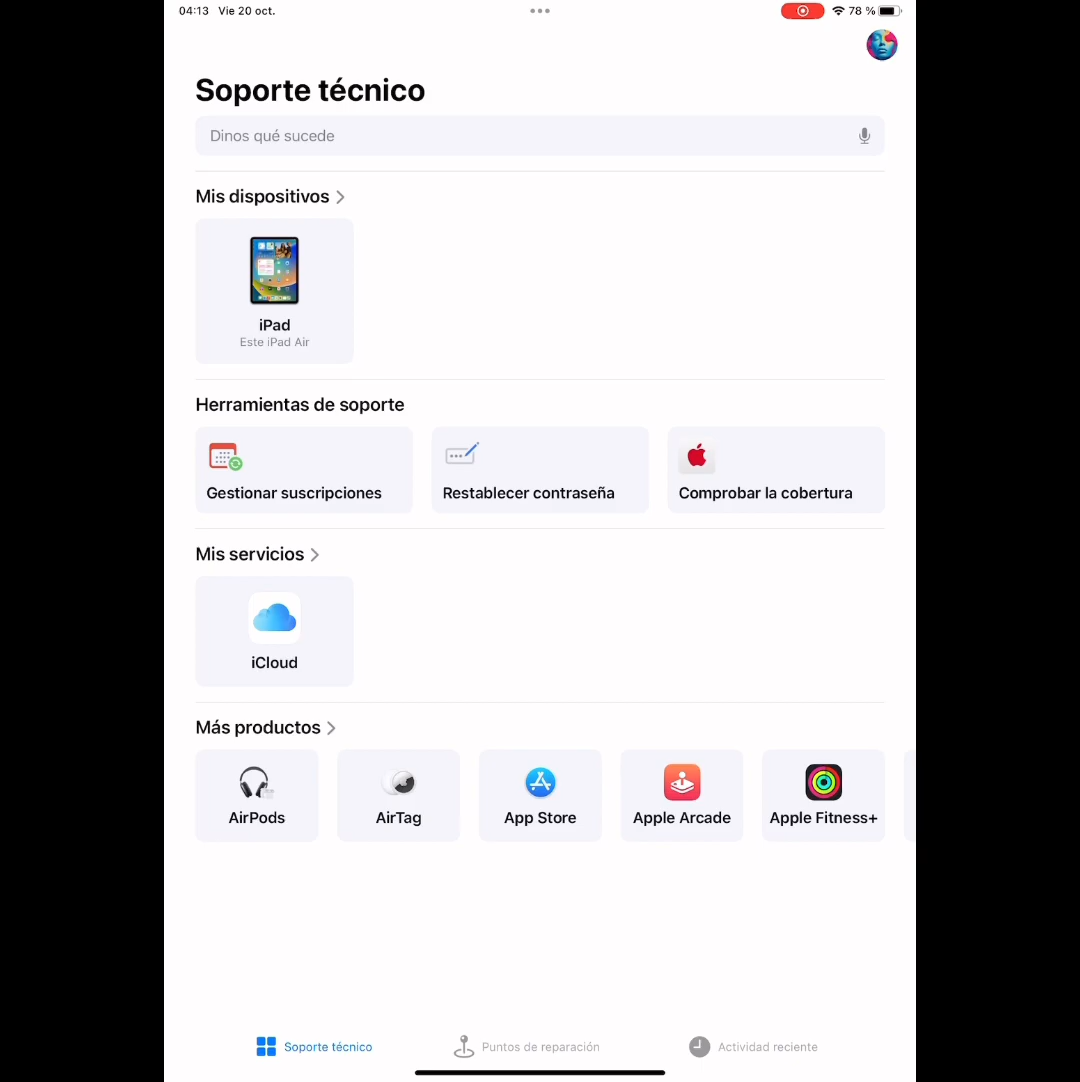 04:13 Vie 20 oct.
78 %
Soporte técnico
Dinos qué sucede
Mis dispositivos
iPad
Este iPad Air
Herramientas de soporte
Gestionar suscripciones
Restablecer contraseña
Comprobar la cobertura
Mis servicios
iCloud
Más productos
AirPods
AirTag
App Store
Apple Arcade
Apple Fitness+
Soporte técnico
Puntos de reparación
Actividad reciente